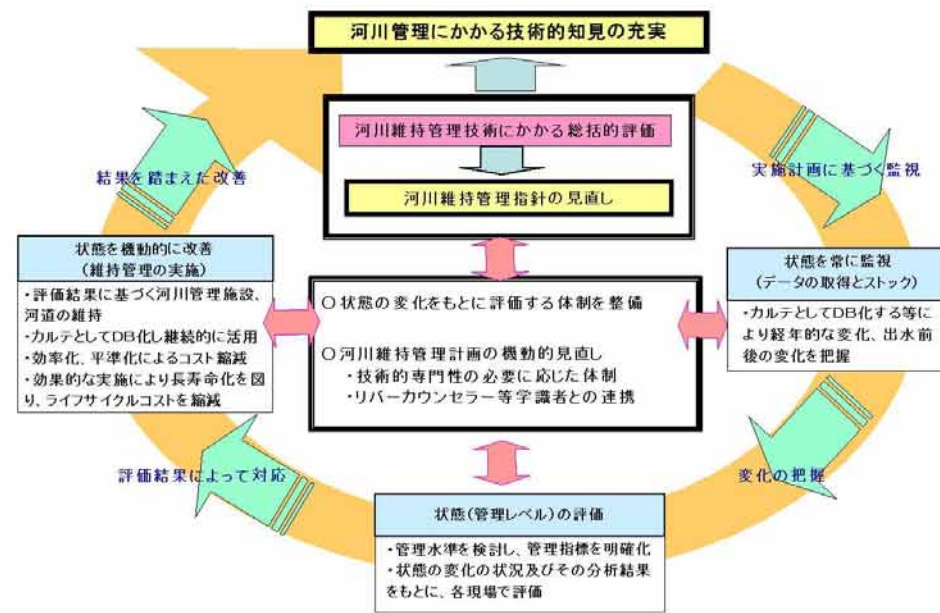 河川管理にかかる技術的知見の充実
河川維持管理技術にかかる総括的評価
河川維持管理指針の見直し
結果を踏まえた改善
実施計画に基づく監視
状態を機動的に改善
(維持管理の実施)
・評価結果に基づく河川管理施設、
河道の維持
・カルテとしてDB化し継続的に活用
・効率化、平準化によるコスト縮減
・効果的な実施により長寿命化を図
り、ライフサイクルコストを縮減
○状態の変化をもとに評価する体制を整備
○河川維持管理計画の機動的見直し
・技術的専門性の必要に応じた体制
・リバーカウンセラー等学識者との連携
状態を常に監視
(データの取得とストック)
・カルテとしてDB化する等に
より経年的な変化、出水前
後の変化を把握
評価結果によって対応
変化の把握
状態(管理レベル)の評価
・管理水準を検討し、管理指標を明確化
・状態の変化の状況及びその分析結果
をもとに、各現場で評価